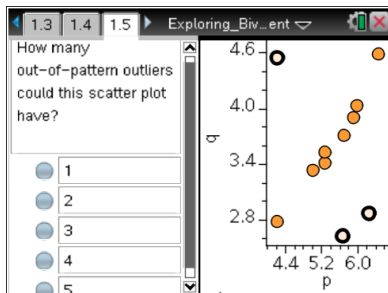 1.3 1.4 1.5 Exploring_Biv...ent
How many
out-of-pattern outliers
could this scatter plot
have?
1
2
3
4
5
4.6
4.0
3.4
2.8
q
4.4 5.2 6.0
p